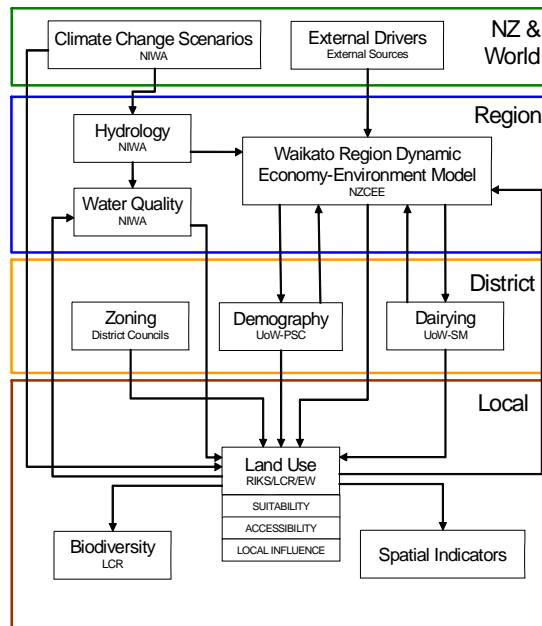 Climate Change Scenarios
NIWA
External Drivers
External Sources
NZ &
World
Region
Hydrology
NIWA
Waikato Region Dynamic
Economy-Environment Model
NZCEE
Water Quality
NIWA
District
Zoning
District Councils
Demography
UoW-PSC
Dairying
UoW-SM
Local
Land Use
RIKS/LCR/EW
SUITABILITY
ACCESSIBILITY
LOCAL INFLUENCE
Biodiversity
LCR
Spatial Indicators